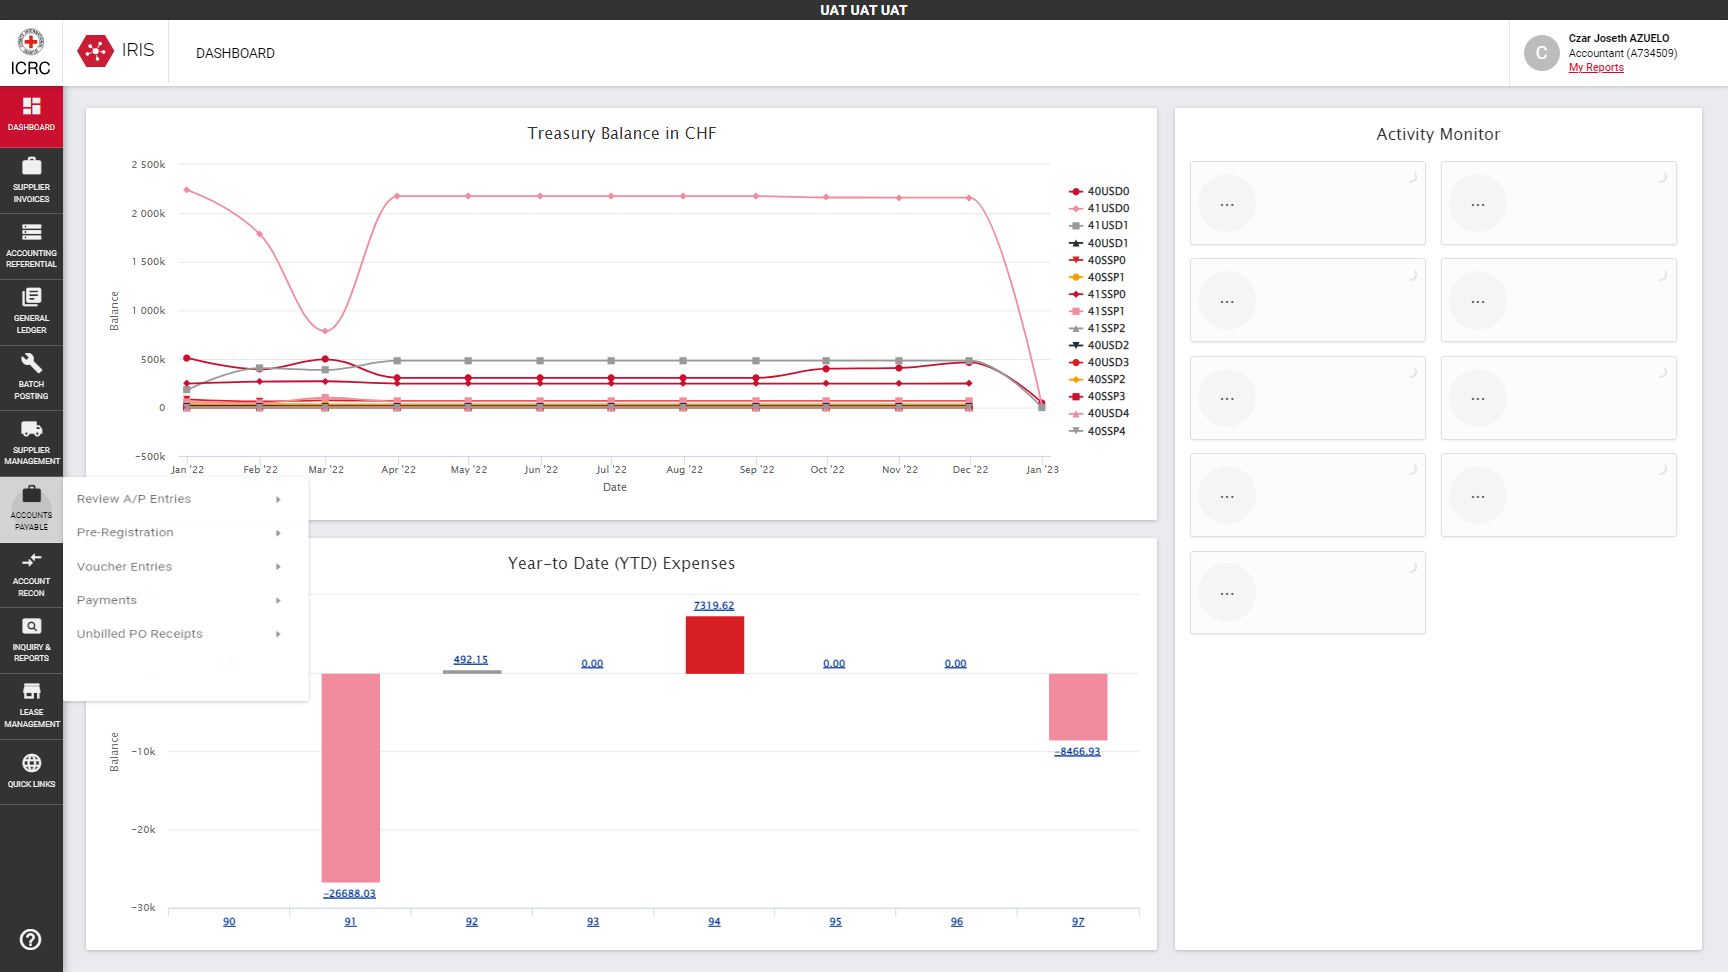 UAT UAT UAT
ICRC
IRIS
DASHBOARD
C
Czar Joseth AZUELO
Accountant (A734509)
My Reports
DASHBOARD
SUPPLIER
INVOICES
ACCOUNTING
REFERENTIAL
GENERAL
LEDGER
BATCH
POSTING
SUPPLIER
MANAGEMENT
ACCOUNTS
PAYABLE
ACCOUNT
RECON
INQUIRY &
REPORTS
LEASE
MANAGEMENT
QUICK LINKS
Review A/P Entries
Pre-Registration
Voucher Entries
Payments
Unbilled PO Receipts
Treasury Balance in CHF
2 500k
2 000k
1 500k
1 000k
500k
0
−500k
Balance
Jan '22
Feb '22
Mar '22
Apr '22
May '22
Jun '22
Jul '22
Aug '22
Sep '22
Oct '22
Nov '22
Dec '22
Jan '23
Date
40USD0
41USD0
41USD1
40USD1
40SSP0
40SSP1
41SSP0
41SSP1
41SSP2
40USD2
40USD3
40SSP2
40SSP3
40USD4
40SSP4
Year-to Date (YTD) Expenses
7319.62
492.15
0.00
0.00
0.00
−8466.93
−26688.03
Balance
−10k
−20k
−30k
90
91
92
93
94
95
96
97
Activity Monitor
...
...
...
...
...
...
...
...
...